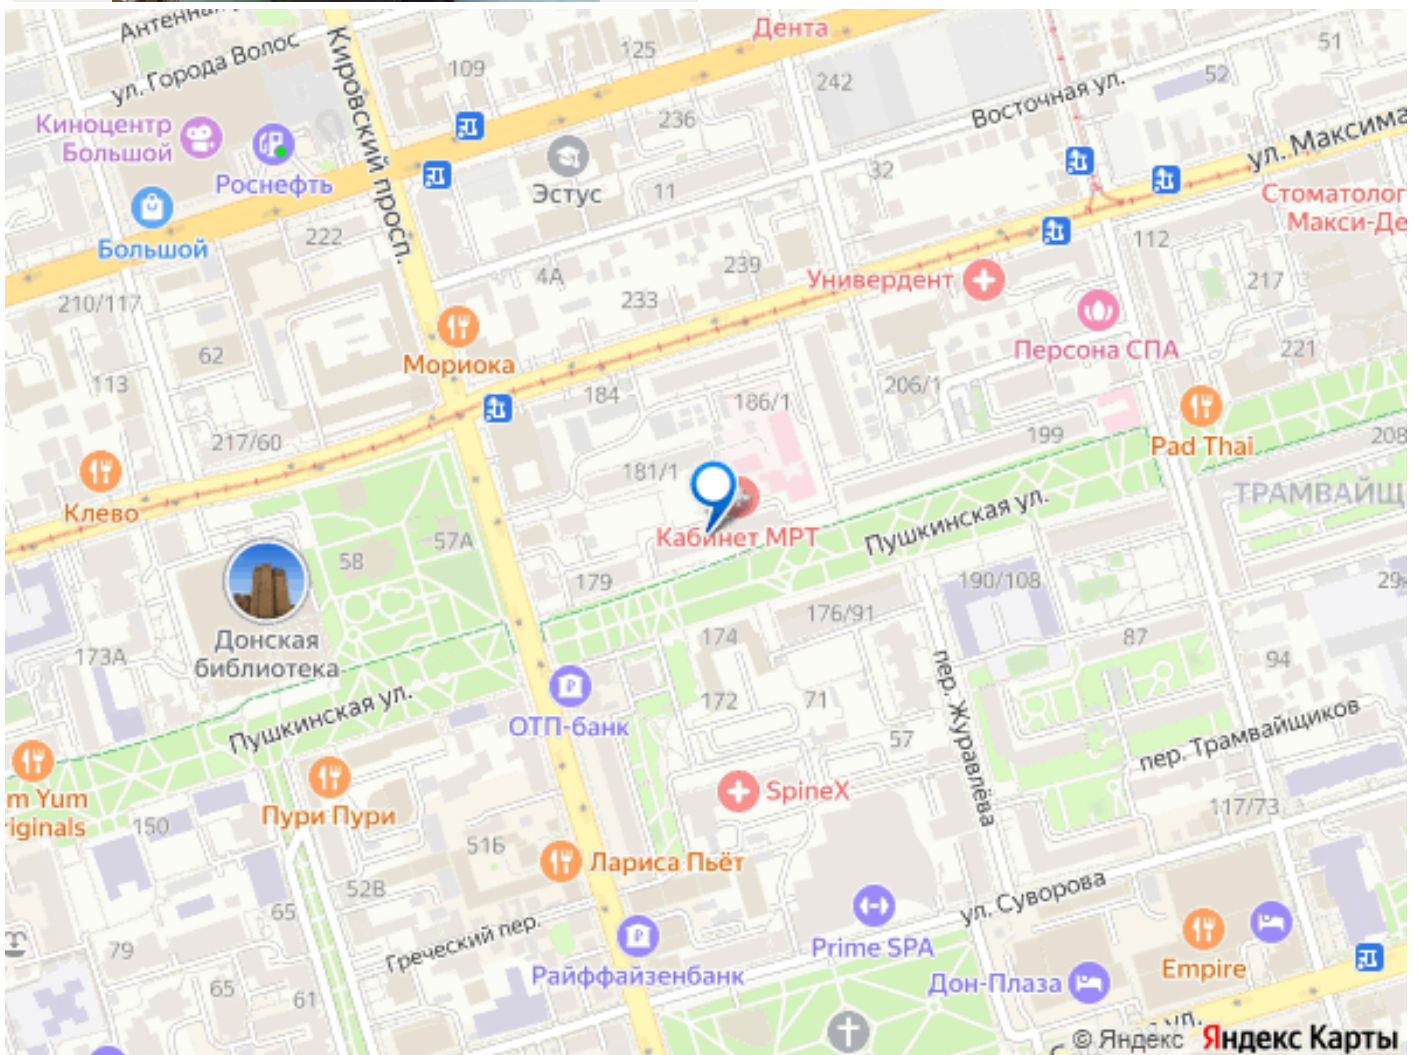 Антенная
ул. Города Волос
Кировский просп.
125
Дента
51
109
242
52
Восточная ул.
Киноцентр
Большой
236
ул. Максима
Роснефть
Эстус
11
32
Стоматолог
Макси-Де
Большой
222
112
4А
239
Универдент
217
210/117
233
Мориока
Персона СПА
221
62
113
184
186/1
206/1
217/60
199
Pad Thai
208
Клево
181/1
ТРАМВАЙЩ
Кабинет МРТ
Пушкинская ул.
57А
58
179
190/108
29
176/91
Донская
библиотека
174
87
173А
94
172
71
пер. Журавлёва
Пушкинская ул.
ОТП-банк
57
пер. Трамвайщиков
m Yum
riginals
SpineX
117/73
Пури Пури
150
51Б
Лариса Пьёт
52В
ул. Суворова
65
79
Греческий пер.
Prime SPA
Empire
Райффайзенбанк
Дон-Плаза
65
61
ул.
© Яндекс
Яндекс Карты